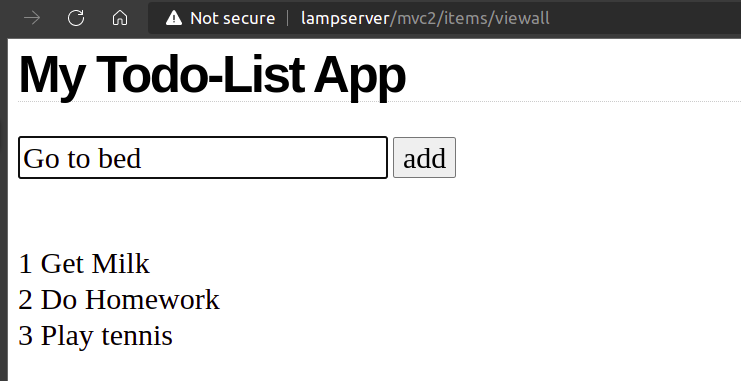 Not secure | lampserver/mvc2/items/viewall
My Todo-List App
Go to bed add
1 Get Milk
2 Do Homework
3 Play tennis